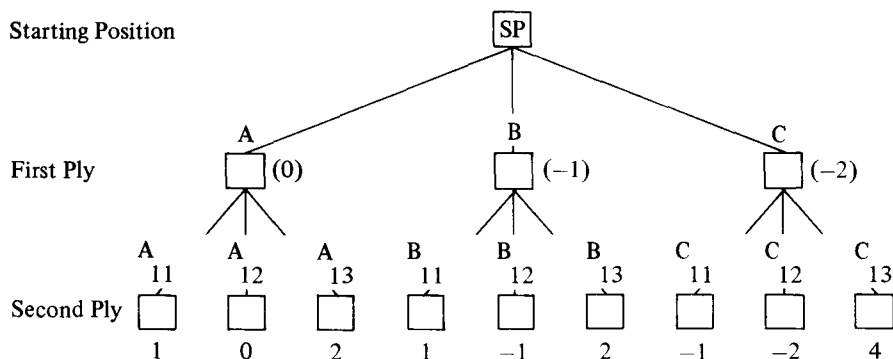 Starting Position SP
A B C
First Ply (0) (−1) (−2)
A A A B B B C C C
11 12 13 11 12 13 11 12 13
Second Ply
1 0 2 1 −1 2 −1 −2 4